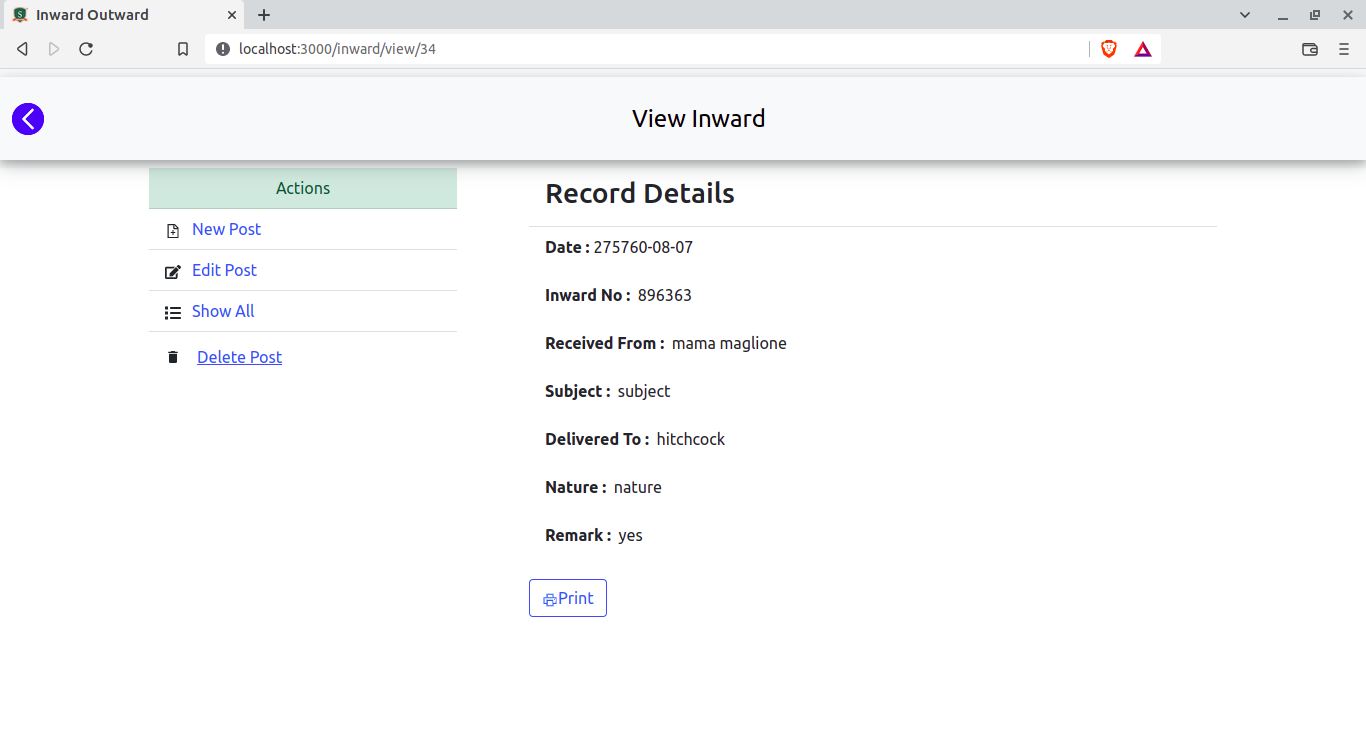 Inward Outward
localhost:3000/inward/view/34
View Inward
Actions
New Post
Edit Post
Show All
Delete Post
Record Details
Date : 275760-08-07
Inward No : 896363
Received From : mama maglione
Subject : subject
Delivered To : hitchcock
Nature : nature
Remark : yes
Print